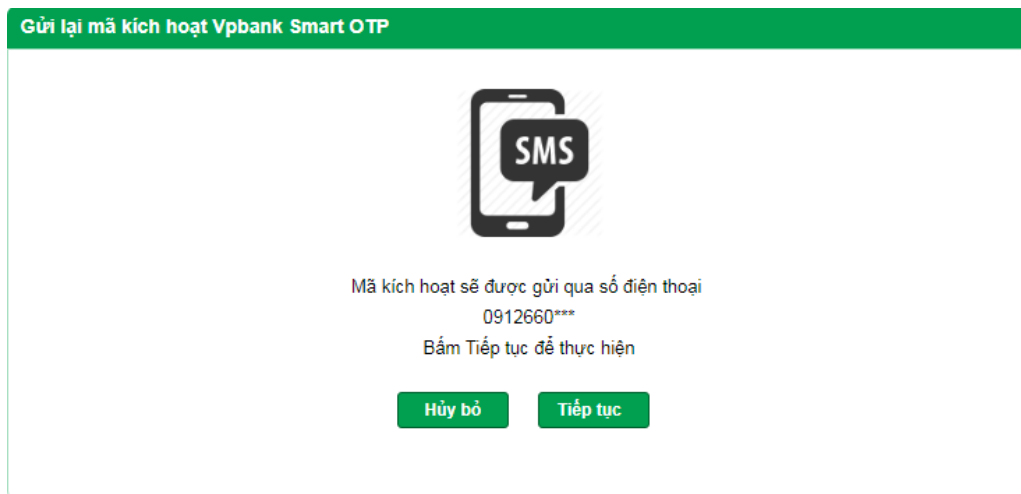 Gửi lại mã kích hoạt Vpbank Smart OTP
SMS
Mã kích hoạt sẽ được gửi qua số điện thoại
0912660***
Bấm Tiếp tục để thực hiện
Hủy bỏ Tiếp tục